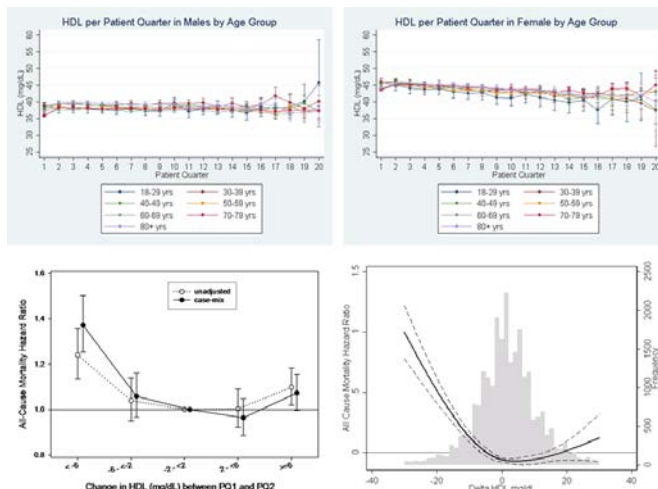 HDL per Patient Quarter in Males by Age Group
HDL (mg/dL)
60
55
50
45
40
35
30
25
1 2 3 4 5 6 7 8 9 10 11 12 13 14 15 16 17 18 19 20
Patient Quarter
18-29 yrs 30-39 yrs
40-49 yrs 50-59 yrs
60-69 yrs 70-79 yrs
80+ yrs
HDL per Patient Quarter in Female by Age Group
HDL (mg/dL)
60
55
50
45
40
35
30
25
1 2 3 4 5 6 7 8 9 10 11 12 13 14 15 16 17 18 19 20
Patient Quarter
18-29 yrs 30-39 yrs
40-49 yrs 50-59 yrs
60-69 yrs 70-79 yrs
80+ yrs
All-Cause Mortality Hazard Ratio
1.6
1.4
1.2
1.0
0.8
unadjusted
case-mix
Change in HDL (mg/dL) between PQ1 and PQ2
All Cause Mortality Hazard Ratio
1.5
1
.5
0
2500
2000
1500
1000
500
0
Frequency
-40 -20 0 20 40
Delta HDL